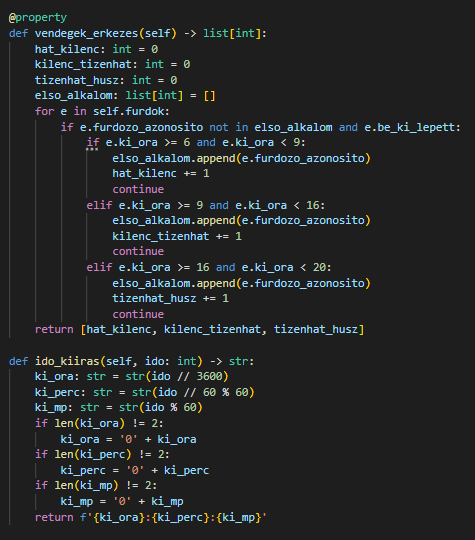 @property
def vendegek_erkezes(self) -> list[int]:
    hat_kilenc: int = 0
    kilenc_tizenhat: int = 0
    tizenhat_husz: int = 0
    elso_alkalom: list[int] = []
    for e in self.furdok:
        if e.furdozo_azonosito not in elso_alkalom and e.be_ki_lepett:
            if e.ki_ora >= 6 and e.ki_ora < 9:
                elso_alkalom.append(e.furdozo_azonosito)
                hat_kilenc += 1
                continue
            elif e.ki_ora >= 9 and e.ki_ora < 16:
                elso_alkalom.append(e.furdozo_azonosito)
                kilenc_tizenhat += 1
                continue
            elif e.ki_ora >= 16 and e.ki_ora < 20:
                elso_alkalom.append(e.furdozo_azonosito)
                tizenhat_husz += 1
                continue
    return [hat_kilenc, kilenc_tizenhat, tizenhat_husz]

def ido_kiiras(self, ido: int) -> str:
    ki_ora: str = str(ido // 3600)
    ki_perc: str = str(ido // 60 % 60)
    ki_mp: str = str(ido % 60)
    if len(ki_ora) != 2:
        ki_ora = '0' + ki_ora
    if len(ki_perc) != 2:
        ki_perc = '0' + ki_perc
    if len(ki_mp) != 2:
        ki_mp = '0' + ki_mp
    return f'{ki_ora}:{ki_perc}:{ki_mp}'